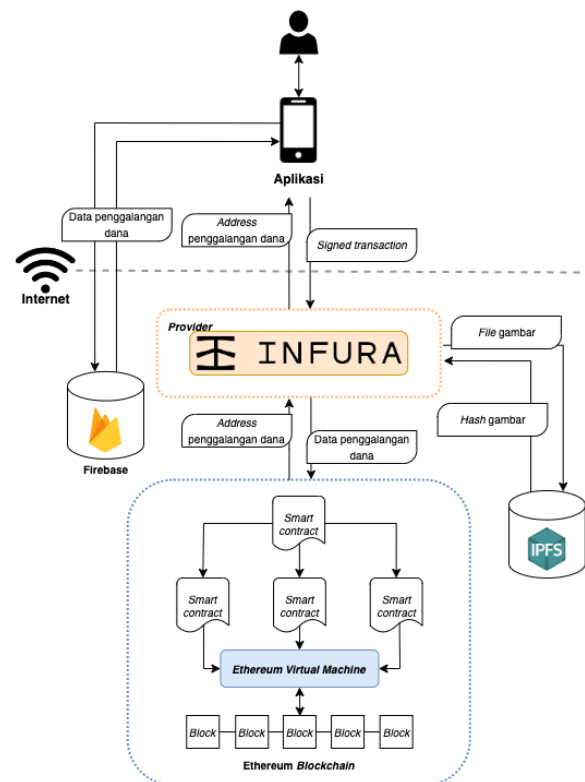 Aplikasi
Data penggalangan
dana
Address
penggalangan dana
Signed transaction
Internet
Provider
INFURA
File gambar
Hash gambar
Firebase
Address
penggalangan dana
Data penggalangan
dana
IPFS
Smart
contract
Smart
contract
Smart
contract
Smart
contract
Ethereum Virtual Machine
Block Block Block Block Block
Ethereum Blockchain